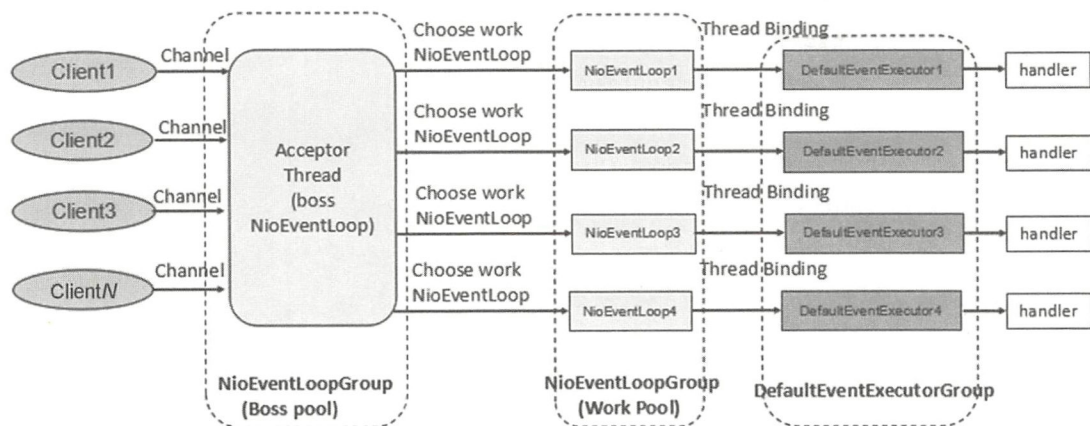 Client1
Channel
Client2
Channel
Client3
Channel
ClientN
Channel
Acceptor
Thread
(boss
NioEventLoop)
NioEventLoopGroup
(Boss pool)
Choose work
NioEventLoop
Choose work
NioEventLoop
Choose work
NioEventLoop
Choose work
NioEventLoop
NioEventLoop1
NioEventLoop2
NioEventLoop3
NioEventLoop4
NioEventLoopGroup
(Work Pool)
Thread Binding
Thread Binding
Thread Binding
Thread Binding
DefaultEventExecutor1
DefaultEventExecutor2
DefaultEventExecutor3
DefaultEventExecutor4
DefaultEventExecutorGroup
handler
handler
handler
handler